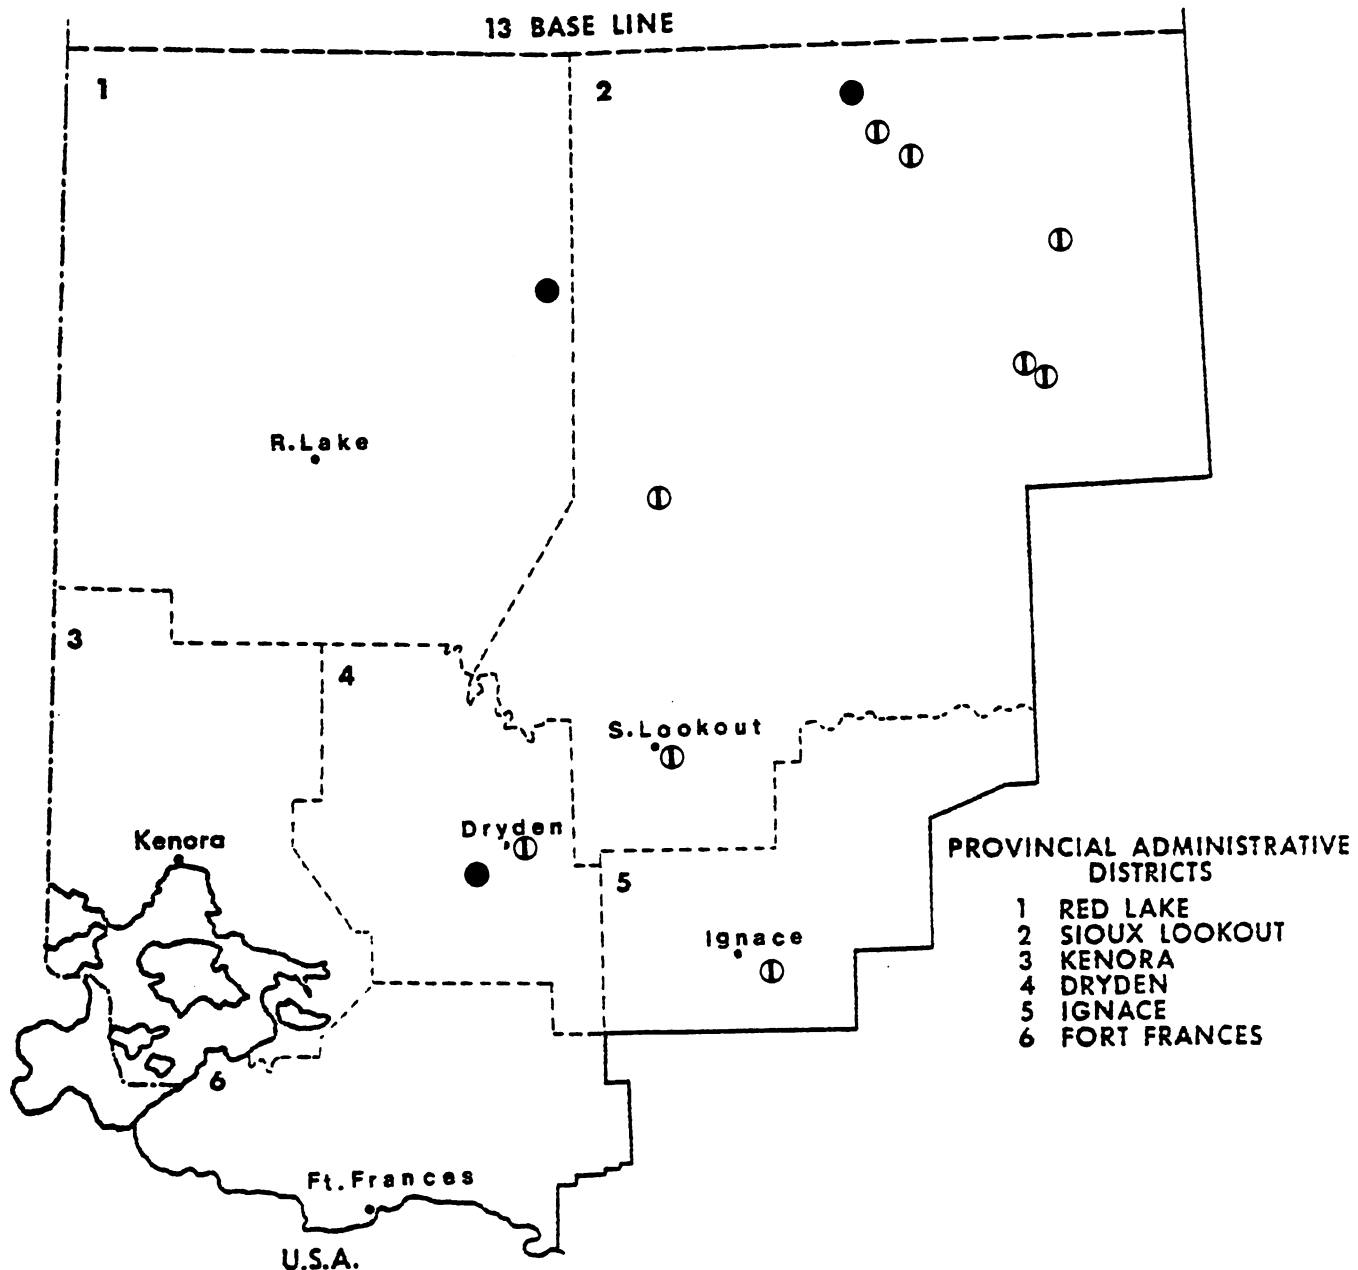 13 BASE LINE
1
2
R.Lake
3
4
S.Lookout
Dryden
Kenora
5
Ignace
PROVINCIAL ADMINISTRATIVE
DISTRICTS
1 RED LAKE
2 SIOUX LOOKOUT
3 KENORA
4 DRYDEN
5 IGNACE
6 FORT FRANCES
6
Ft. Frances
U.S.A.